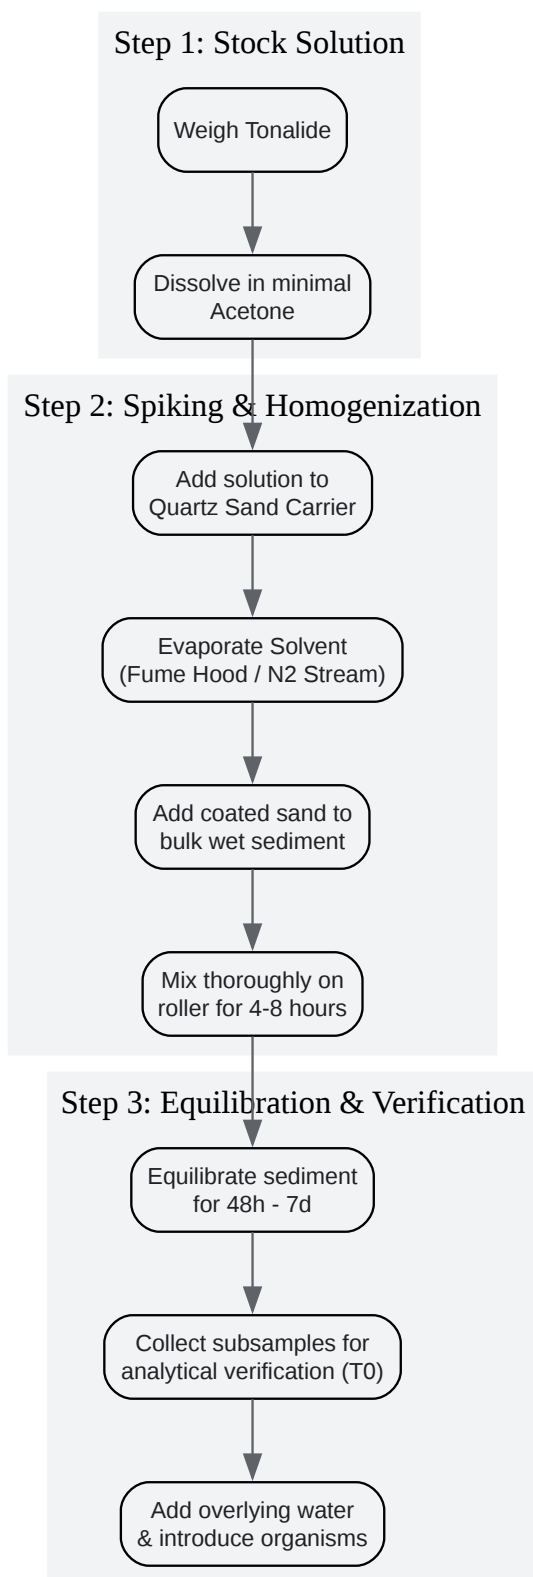 Step 1: Stock Solution
Weigh Tonalide
Dissolve in minimal
Acetone
Step 2: Spiking & Homogenization
Add solution to
Quartz Sand Carrier
Evaporate Solvent
(Fume Hood / N2 Stream)
Add coated sand to
bulk wet sediment
Mix thoroughly on
roller for 4-8 hours
Step 3: Equilibration & Verification
Equilibrate sediment
for 48h - 7d
Collect subsamples for
analytical verification (T0)
Add overlying water
& introduce organisms